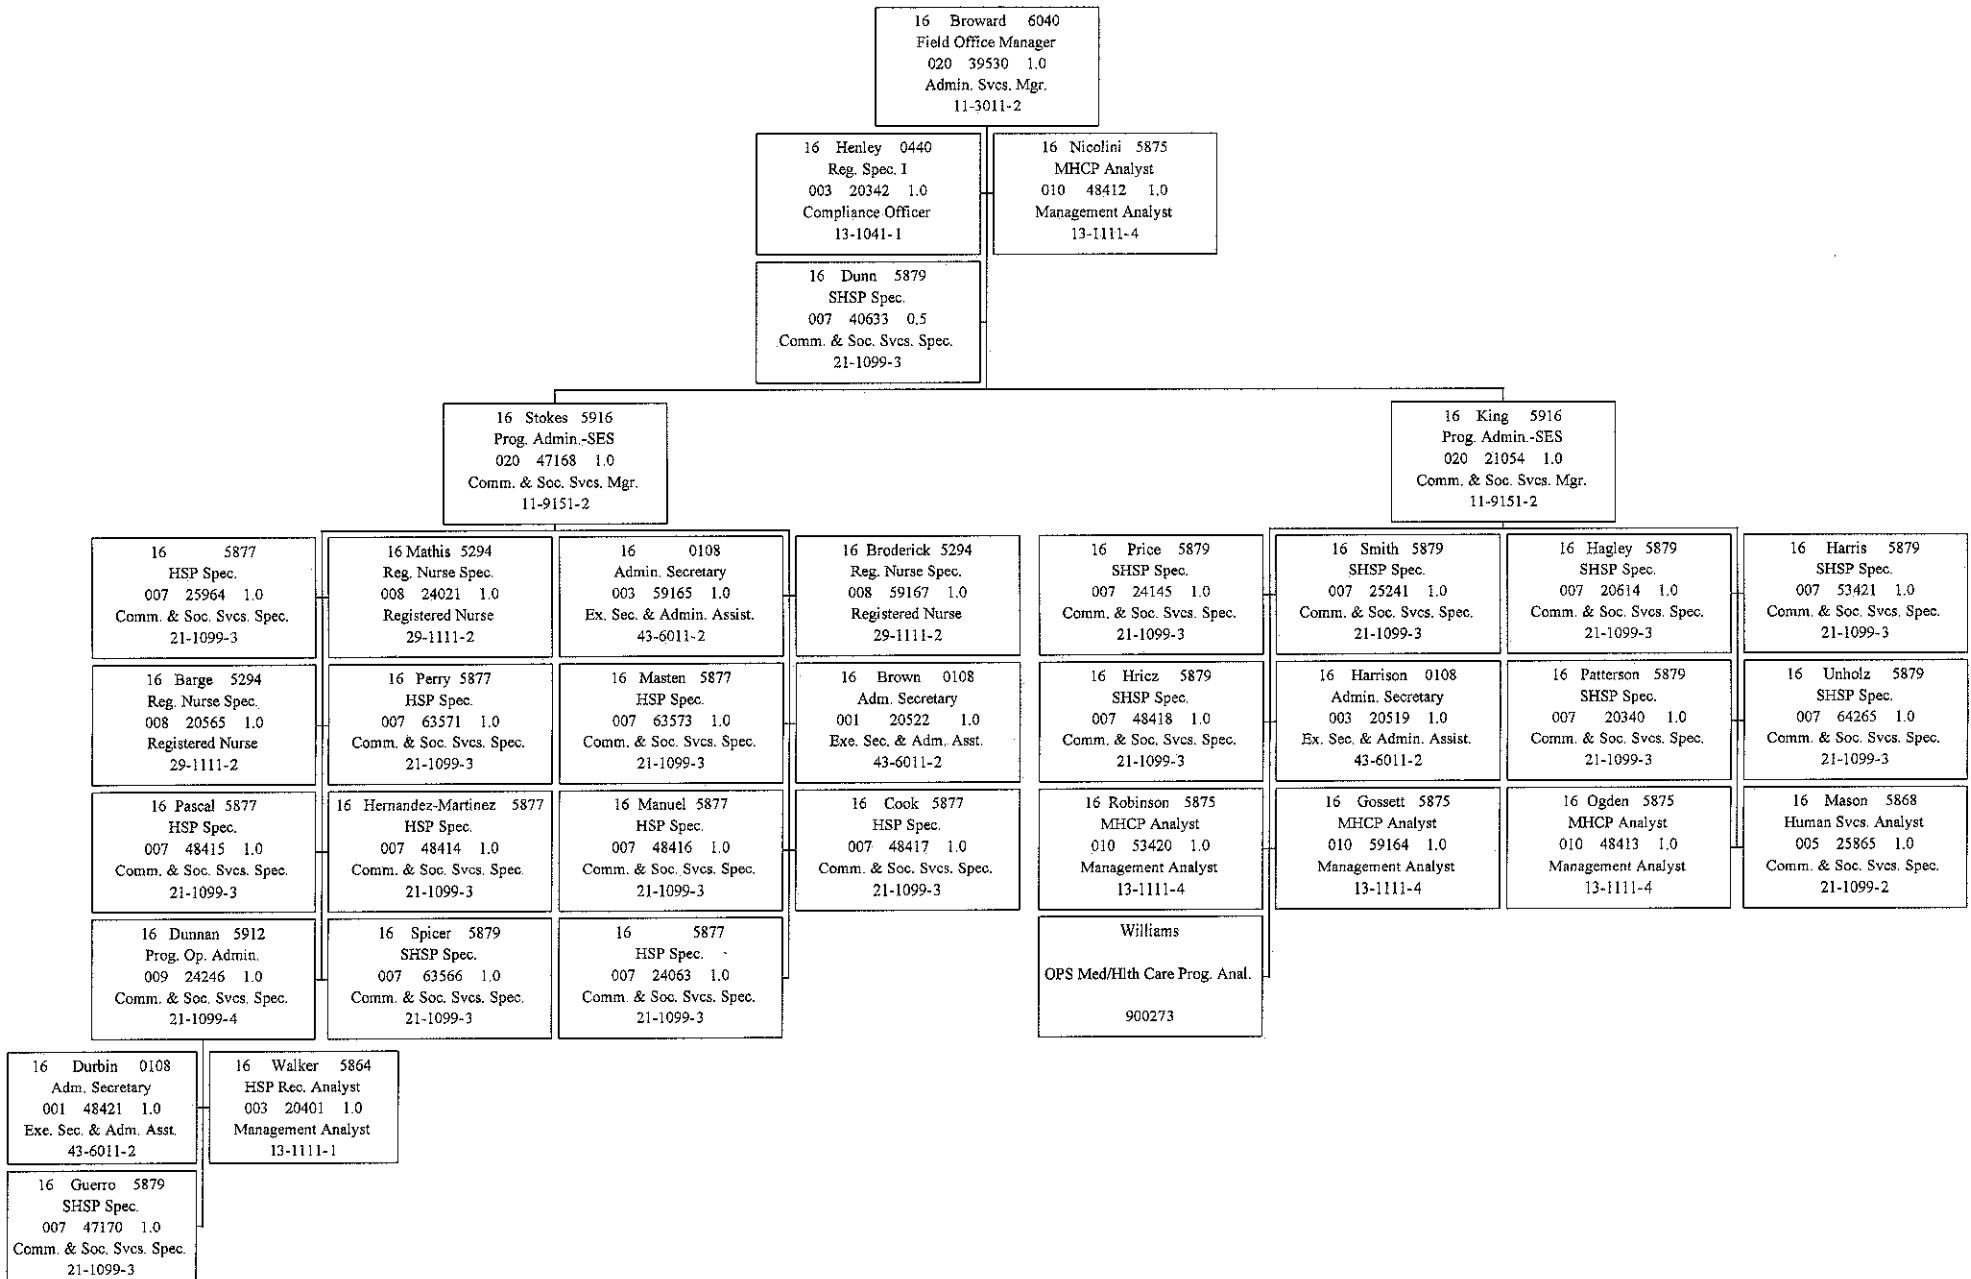 16 Broward 6040
Field Office Manager
020 39530 1.0
Admin. Svcs. Mgr.
11-3011-2
16 Henley 0440
Reg. Spec. I
003 20342 1.0
Compliance Officer
13-1041-1
16 Nicolini 5875
MHCP Analyst
010 48412 1.0
Management Analyst
13-1111-4
16 Dunn 5879
SHSP Spec.
007 40633 0.5
Comm. & Soc. Svcs. Spec.
21-1099-3
16 Stokes 5916
Prog. Admin.-SES
020 47168 1.0
Comm. & Soc. Svcs. Mgr.
11-9151-2
16 King 5916
Prog. Admin.-SES
020 21054 1.0
Comm. & Soc. Svcs. Mgr.
11-9151-2
16 5877
HSP Spec.
007 25964 1.0
Comm. & Soc. Svcs. Spec.
21-1099-3
16 Mathis 5294
Reg. Nurse Spec.
008 24021 1.0
Registered Nurse
29-1111-2
16 0108
Admin. Secretary
003 59165 1.0
Ex. Sec. & Admin. Assist.
43-6011-2
16 Broderick 5294
Reg. Nurse Spec.
008 59167 1.0
Registered Nurse
29-1111-2
16 Price 5879
SHSP Spec.
007 24145 1.0
Comm. & Soc. Svcs. Spec.
21-1099-3
16 Smith 5879
SHSP Spec.
007 25241 1.0
Comm. & Soc. Svcs. Spec.
21-1099-3
16 Hagley 5879
SHSP Spec.
007 20614 1.0
Comm. & Soc. Svcs. Spec.
21-1099-3
16 Harris 5879
SHSP Spec.
007 53421 1.0
Comm. & Soc. Svcs. Spec.
21-1099-3
16 Barge 5294
Reg. Nurse Spec.
008 20565 1.0
Registered Nurse
29-1111-2
16 Perry 5877
HSP Spec.
007 63571 1.0
Comm. & Soc. Svcs. Spec.
21-1099-3
16 Masten 5877
HSP Spec.
007 63573 1.0
Comm. & Soc. Svcs. Spec.
21-1099-3
16 Brown 0108
Adm. Secretary
001 20522 1.0
Exe. Sec. & Adm. Asst.
43-6011-2
16 Hricz 5879
SHSP Spec.
007 48418 1.0
Comm. & Soc. Svcs. Spec.
21-1099-3
16 Harrison 0108
Admin. Secretary
003 20519 1.0
Ex. Sec. & Admin. Assist.
43-6011-2
16 Patterson 5879
SHSP Spec.
007 20340 1.0
Comm. & Soc. Svcs. Spec.
21-1099-3
16 Unholz 5879
SHSP Spec.
007 64265 1.0
Comm. & Soc. Svcs. Spec.
21-1099-3
16 Pascal 5877
HSP Spec.
007 48415 1.0
Comm. & Soc. Svcs. Spec.
21-1099-3
16 Hernandez-Martinez 5877
HSP Spec.
007 48414 1.0
Comm. & Soc. Svcs. Spec.
21-1099-3
16 Manuel 5877
HSP Spec.
007 48416 1.0
Comm. & Soc. Svcs. Spec.
21-1099-3
16 Cook 5877
HSP Spec.
007 48417 1.0
Comm. & Soc. Svcs. Spec.
21-1099-3
16 Robinson 5875
MHCP Analyst
010 53420 1.0
Management Analyst
13-1111-4
16 Gossett 5875
MHCP Analyst
010 59164 1.0
Management Analyst
13-1111-4
16 Ogden 5875
MHCP Analyst
010 48413 1.0
Management Analyst
13-1111-4
16 Mason 5868
Human Svcs. Analyst
005 25865 1.0
Comm. & Soc. Svcs. Spec.
21-1099-2
16 Dunnan 5912
Prog. Op. Admin.
009 24246 1.0
Comm. & Soc. Svcs. Spec.
21-1099-4
16 Spicer 5879
SHSP Spec.
007 63566 1.0
Comm. & Soc. Svcs. Spec.
21-1099-3
16 5877
HSP Spec.
007 24063 1.0
Comm. & Soc. Svcs. Spec.
21-1099-3
Williams
OPS Med/Hlth Care Prog. Anal.
900273
16 Durbin 0108
Adm. Secretary
001 48421 1.0
Exe. Sec. & Adm. Asst.
43-6011-2
16 Walker 5864
HSP Rec. Analyst
003 20401 1.0
Management Analyst
13-1111-1
16 Guerro 5879
SHSP Spec.
007 47170 1.0
Comm. & Soc. Svcs. Spec.
21-1099-3